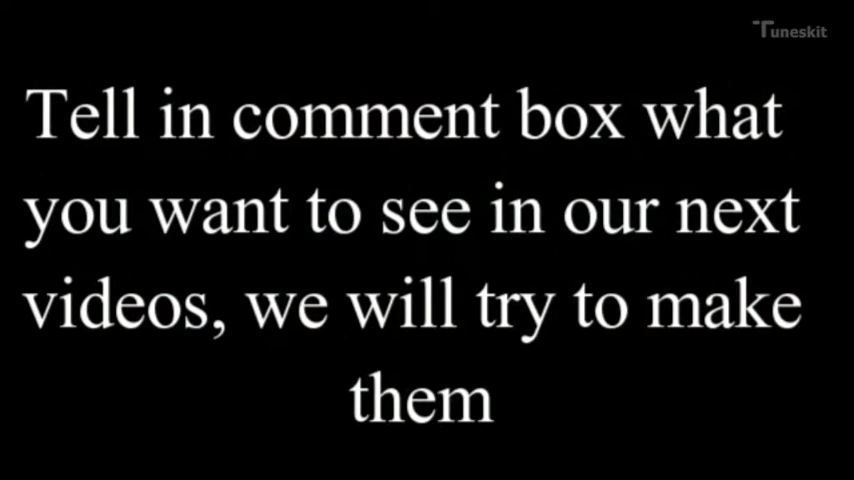 Tuneskit
Tell in comment box what
you want to see in our next
videos, we will try to make
them